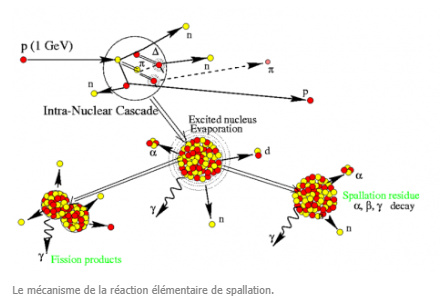 n
p (1 GeV)
Δ
π
n
π
n
p
Intra-Nuclear Cascade
Excited nucleus
Evaporation
α
d
α
Spallation residue
α, β, γ decay
γ
γ
n
n
γ
Fission products
Le mécanisme de la réaction élémentaire de spallation.